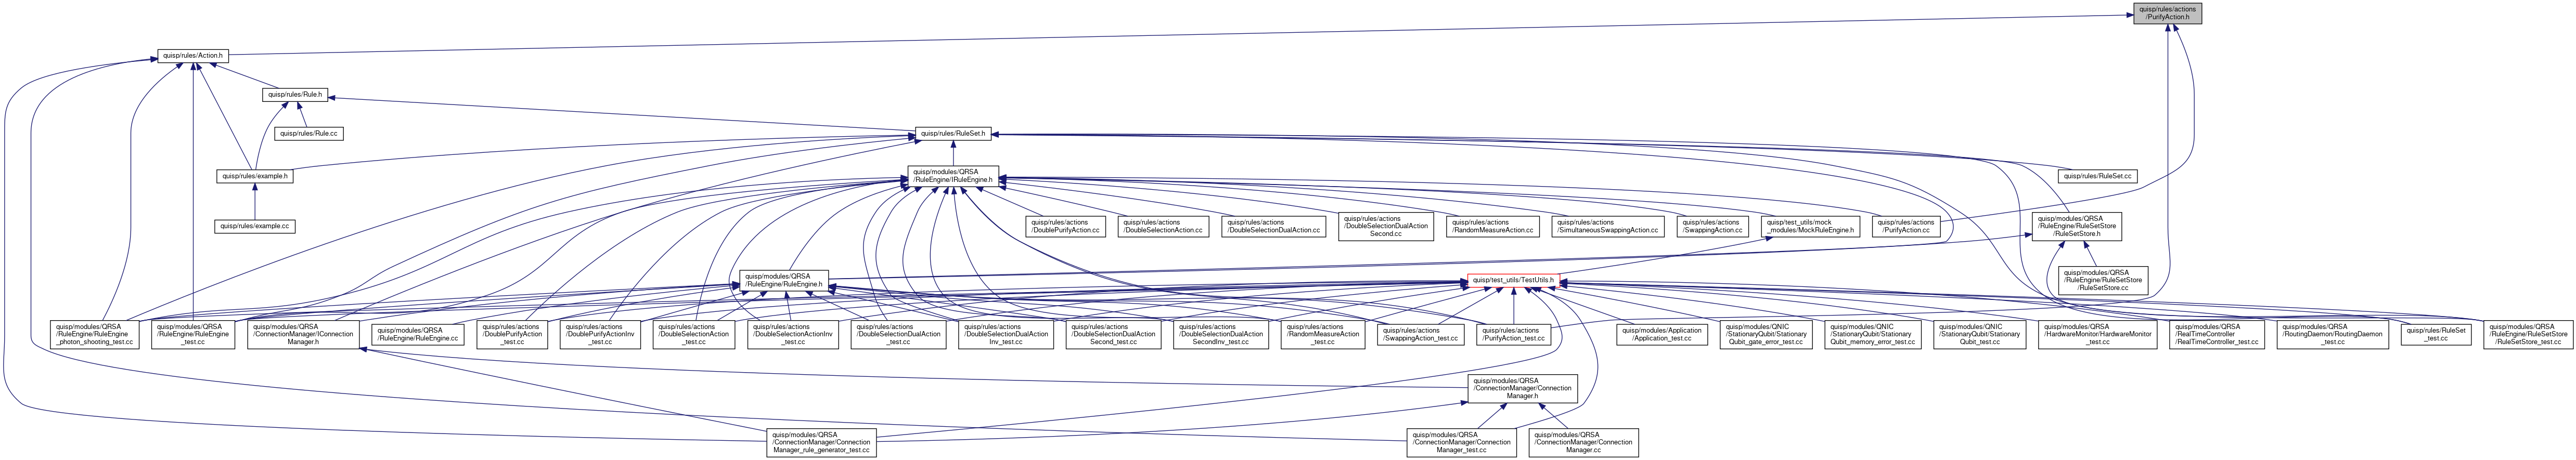 quisp/rules/actions
/PurifyAction.h
quisp/rules/Action.h
quisp/rules/Rule.h
quisp/rules/Rule.cc
quisp/rules/RuleSet.h
quisp/rules/example.h
quisp/modules/QRSA
/RuleEngine/IRuleEngine.h
quisp/rules/RuleSet.cc
quisp/rules/example.cc
quisp/rules/actions
/DoublePurifyAction.cc
quisp/rules/actions
/DoubleSelectionAction.cc
quisp/rules/actions
/DoubleSelectionDualAction.cc
quisp/rules/actions
/DoubleSelectionDualAction
Second.cc
quisp/rules/actions
/RandomMeasureAction.cc
quisp/rules/actions
/SimultaneousSwappingAction.cc
quisp/rules/actions
/SwappingAction.cc
quisp/test_utils/mock
_modules/MockRuleEngine.h
quisp/rules/actions
/PurifyAction.cc
quisp/modules/QRSA
/RuleEngine/RuleSetStore
/RuleSetStore.h
quisp/modules/QRSA
/RuleEngine/RuleEngine.h
quisp/test_utils/TestUtils.h
quisp/modules/QRSA
/RuleEngine/RuleSetStore
/RuleSetStore.cc
quisp/modules/QRSA
/RuleEngine/RuleEngine
_photon_shooting_test.cc
quisp/modules/QRSA
/RuleEngine/RuleEngine
_test.cc
quisp/modules/QRSA
/ConnectionManager/IConnection
Manager.h
quisp/modules/QRSA
/RuleEngine/RuleEngine.cc
quisp/rules/actions
/DoublePurifyAction
_test.cc
quisp/rules/actions
/DoublePurifyActionInv
_test.cc
quisp/rules/actions
/DoubleSelectionAction
_test.cc
quisp/rules/actions
/DoubleSelectionActionInv
_test.cc
quisp/rules/actions
/DoubleSelectionDualAction
_test.cc
quisp/rules/actions
/DoubleSelectionDualAction
Inv_test.cc
quisp/rules/actions
/DoubleSelectionDualAction
Second_test.cc
quisp/rules/actions
/DoubleSelectionDualAction
SecondInv_test.cc
quisp/rules/actions
/RandomMeasureAction
_test.cc
quisp/rules/actions
/SwappingAction_test.cc
quisp/rules/actions
/PurifyAction_test.cc
quisp/modules/Application
/Application_test.cc
quisp/modules/QNIC
/StationaryQubit/Stationary
Qubit_gate_error_test.cc
quisp/modules/QNIC
/StationaryQubit/Stationary
Qubit_memory_error_test.cc
quisp/modules/QNIC
/StationaryQubit/Stationary
Qubit_test.cc
quisp/modules/QRSA
/HardwareMonitor/HardwareMonitor
_test.cc
quisp/modules/QRSA
/RealTimeController
/RealTimeController_test.cc
quisp/modules/QRSA
/RoutingDaemon/RoutingDaemon
_test.cc
quisp/rules/RuleSet
_test.cc
quisp/modules/QRSA
/RuleEngine/RuleSetStore
/RuleSetStore_test.cc
quisp/modules/QRSA
/ConnectionManager/Connection
Manager.h
quisp/modules/QRSA
/ConnectionManager/Connection
Manager_rule_generator_test.cc
quisp/modules/QRSA
/ConnectionManager/Connection
Manager_test.cc
quisp/modules/QRSA
/ConnectionManager/Connection
Manager.cc